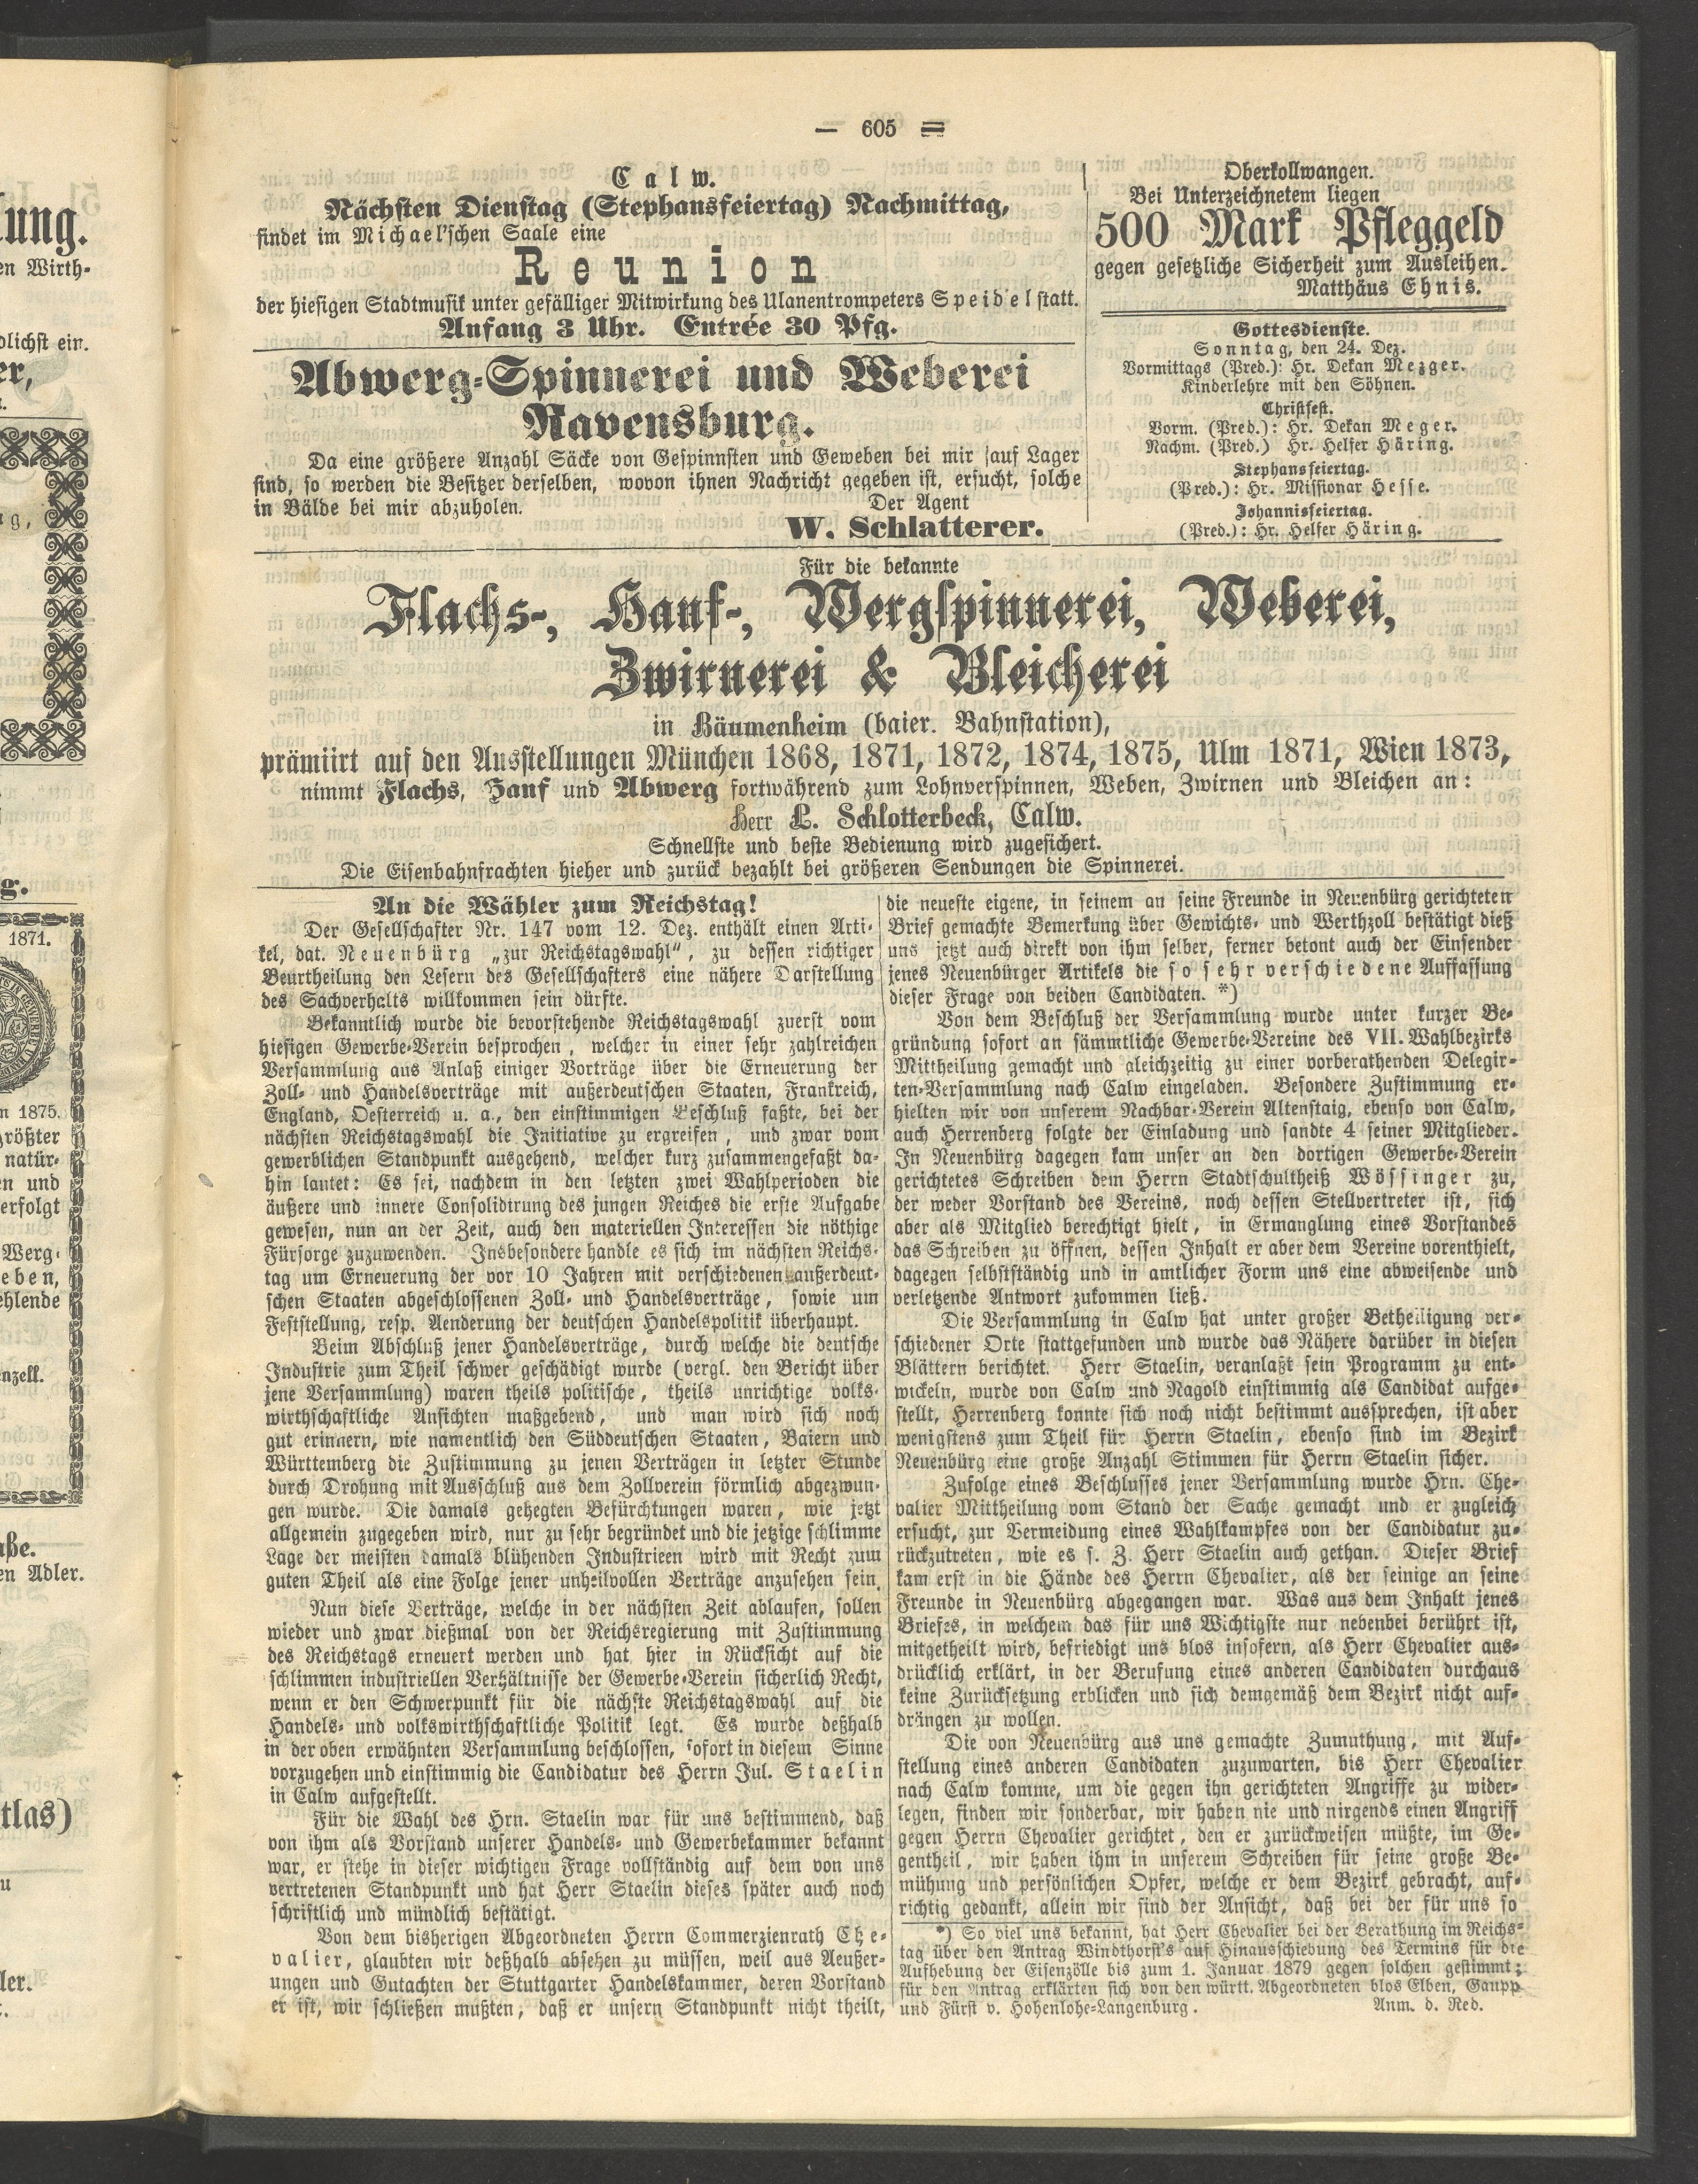 — 605 —
Calw.
Nächsten Dienstag (Stephansfeiertag) Nachmittag,
findet im Michael'schen Saale eine
Reunion
der hiesigen Stadtmusik unter gefälliger Mitwirkung des Ulanentrompeters Speidel statt.
Anfang 3 Uhr. Entrée 30 Pfg.
Abwerg-Spinnerei und Weberei
Ravensburg.
Da eine größere Anzahl Säcke von Gespinnsten und Geweben bei mir auf Lager
sind, so werden die Besitzer derselben, wovon ihnen Nachricht gegeben ist, ersucht, solche
in Bälde bei mir abzuholen.
Der Agent
W. Schlatterer.
Oberkollwangen.
Bei Unterzeichnetem liegen
500 Mark Pfleggeld
gegen gesetzliche Sicherheit zum Ausleihen.
Matthäus Ehnis.
Gottesdienste.
Sonntag, den 24. Dez.
Vormittags (Pred.): Hr. Dekan Mezger.
Kinderlehre mit den Söhnen.
Christfest.
Vorm. (Pred.): Hr. Dekan Meger.
Nachm. (Pred.) Hr. Helfer Häring.
Stephansfeiertag.
(Pred.): Hr. Missionar Hesse.
Johannisfeiertag.
(Pred.): Hr. Helfer Häring.
Für die bekannte
Flachs-, Hanf-, Wergspinnerei, Weberei,
Zwirnerei & Bleicherei
in Bäumenheim (baier. Bahnstation),
prämiirt auf den Ausstellungen München 1868, 1871, 1872, 1874, 1875, Ulm 1871, Wien 1873,
nimmt Flachs, Hanf und Abwerg fortwährend zum Lohnverspinnen, Weben, Zwirnen und Bleichen an:
Herr L. Schlotterbeck, Calw.
Schnellste und beste Bedienung wird zugesichert.
Die Eisenbahnfrachten hieher und zurück bezahlt bei größeren Sendungen die Spinnerei.
An die Wähler zum Reichstag!
Der Gesellschafter Nr. 147 vom 12. Dez. enthält einen Arti-
kel, dat. Neuenbürg „zur Reichstagswahl“, zu dessen richtiger
Beurtheilung den Lesern des Gesellschafters eine nähere Darstellung
des Sachverhalts willkommen sein dürfte.
Bekanntlich wurde die bevorstehende Reichstagswahl zuerst vom
hiesigen Gewerbe-Verein besprochen, welcher in einer sehr zahlreichen
Versammlung aus Anlaß einiger Vorträge über die Erneuerung der
Zoll- und Handelsverträge mit außerdeutschen Staaten, Frankreich,
England, Oesterreich u. a., den einstimmigen Beschluß faßte, bei der
nächsten Reichstagswahl die Initiative zu ergreifen, und zwar vom
gewerblichen Standpunkt ausgehend, welcher kurz zusammengefaßt da-
hin lautet: Es sei, nachdem in den letzten zwei Wahlperioden die
äußere und innere Consolidirung des jungen Reiches die erste Aufgabe
gewesen, nun an der Zeit, auch den materiellen Interessen die nöthige
Fürsorge zuzuwenden. Insbesondere handle es sich im nächsten Reichs-
tag um Erneuerung der vor 10 Jahren mit verschiedenen außerdeut-
schen Staaten abgeschlossenen Zoll- und Handelsverträge, sowie um
Feststellung, resp. Aenderung der deutschen Handelspolitik überhaupt.
Beim Abschluß jener Handelsverträge, durch welche die deutsche
Industrie zum Theil schwer geschädigt wurde (vergl. den Bericht über
jene Versammlung) waren theils politische, theils unrichtige volks-
wirthschaftliche Ansichten maßgebend, und man wird sich noch
gut erinnern, wie namentlich den Süddeutschen Staaten, Baiern und
Württemberg die Zustimmung zu jenen Verträgen in letzter Stunde
durch Drohung mit Ausschluß aus dem Zollverein förmlich abgezwun-
gen wurde. Die damals gehegten Befürchtungen waren, wie jetzt
allgemein zugegeben wird, nur zu sehr begründet und die jetzige schlimme
Lage der meisten damals blühenden Industrieen wird mit Recht zum
guten Theil als eine Folge jener unheilvollen Verträge anzusehen sein.
Nun diese Verträge, welche in der nächsten Zeit ablaufen, sollen
wieder und zwar dießmal von der Reichsregierung mit Zustimmung
des Reichstags erneuert werden und hat hier in Rücksicht auf die
schlimmen industriellen Verhältnisse der Gewerbe-Verein sicherlich Recht,
wenn er den Schwerpunkt für die nächste Reichstagswahl auf die
Handels- und volkswirthschaftliche Politik legt. Es wurde deßhalb
in der oben erwähnten Versammlung beschlossen, sofort in diesem Sinne
vorzugehen und einstimmig die Candidatur des Herrn Jul. Staelin
in Calw aufgestellt.
Für die Wahl des Hrn. Staelin war für uns bestimmend, daß
von ihm als Vorstand unserer Handels- und Gewerbekammer bekannt
war, er stehe in dieser wichtigen Frage vollständig auf dem von uns
vertretenen Standpunkt und hat Herr Staelin dieses später auch noch
schriftlich und mündlich bestätigt.
Von dem bisherigen Abgeordneten Herrn Commerzienrath Che-
valier, glaubten wir deßhalb absehen zu müssen, weil aus Aeußer-
ungen und Gutachten der Stuttgarter Handelskammer, deren Vorstand
er ist, wir schließen mußten, daß er unsern Standpunkt nicht theilt,
die neueste eigene, in seinem an seine Freunde in Neuenbürg gerichteten
Brief gemachte Bemerkung über Gewichts- und Werthzoll bestätigt dieß
uns jetzt auch direkt von ihm selber, ferner betont auch der Einsender
jenes Neuenbürger Artikels die so sehr verschiedene Auffassung
dieser Frage von beiden Candidaten. *)
Von dem Beschluß der Versammlung wurde unter kurzer Be-
gründung sofort an sämmtliche Gewerbe-Vereine des VII. Wahlbezirks
Mittheilung gemacht und gleichzeitig zu einer vorberathenden Delegir-
ten-Versammlung nach Calw eingeladen. Besondere Zustimmung er-
hielten wir von unserem Nachbar-Verein Altenstaig, ebenso von Calw,
auch Herrenberg folgte der Einladung und sandte 4 seiner Mitglieder.
In Neuenbürg dagegen kam unser an den dortigen Gewerbe-Verein
gerichtetes Schreiben dem Herrn Stadtschultheiß Wössinger zu,
der weder Vorstand des Vereins, noch dessen Stellvertreter ist, sich
aber als Mitglied berechtigt hielt, in Ermanglung eines Vorstandes
das Schreiben zu öffnen, dessen Inhalt er aber dem Vereine vorenthielt,
dagegen selbstständig und in amtlicher Form uns eine abweisende und
verletzende Antwort zukommen ließ.
Die Versammlung in Calw hat unter großer Betheiligung ver-
schiedener Orte stattgefunden und wurde das Nähere darüber in diesen
Blättern berichtet. Herr Staelin, veranlaßt sein Programm zu ent-
wickeln, wurde von Calw und Nagold einstimmig als Candidat aufge-
stellt, Herrenberg konnte sich noch nicht bestimmt aussprechen, ist aber
wenigstens zum Theil für Herrn Staelin, ebenso sind im Bezirk
Neuenbürg eine große Anzahl Stimmen für Herrn Staelin sicher.
Zufolge eines Beschlusses jener Versammlung wurde Hrn. Che-
valier Mittheilung vom Stand der Sache gemacht und er zugleich
ersucht, zur Vermeidung eines Wahlkampfes von der Candidatur zu-
rückzutreten, wie es s. Z. Herr Staelin auch gethan. Dieser Brief
kam erst in die Hände des Herrn Chevalier, als der seinige an seine
Freunde in Neuenbürg abgegangen war. Was aus dem Inhalt jenes
Briefes, in welchem das für uns Wichtigste nur nebenbei berührt ist,
mitgetheilt wird, befriedigt uns blos insofern, als Herr Chevalier aus-
drücklich erklärt, in der Berufung eines anderen Candidaten durchaus
keine Zurücksetzung erblicken und sich demgemäß dem Bezirk nicht auf-
drängen zu wollen.
Die von Neuenbürg aus uns gemachte Zumuthung, mit Auf-
stellung eines anderen Candidaten zuzuwarten, bis Herr Chevalier
nach Calw komme, um die gegen ihn gerichteten Angriffe zu wider-
legen, finden wir sonderbar, wir haben nie und nirgends einen Angriff
gegen Herrn Chevalier gerichtet, den er zurückweisen müßte, im Ge-
gentheil, wir haben ihm in unserem Schreiben für seine große Be-
mühung und persönlichen Opfer, welche er dem Bezirk gebracht, auf-
richtig gedankt, allein wir sind der Ansicht, daß bei der für uns so
*) So viel uns bekannt, hat Herr Chevalier bei der Berathung im Reichs-
tag über den Antrag Windthorst's auf Hinausschiebung des Termins für die
Aufhebung der Eisenzölle bis zum 1. Januar 1879 gegen solchen gestimmt;
für den Antrag erklärten sich von den württ. Abgeordneten blos Elben, Gaupp
und Fürst v. Hohenlohe-Langenburg. Anm. d. Red.